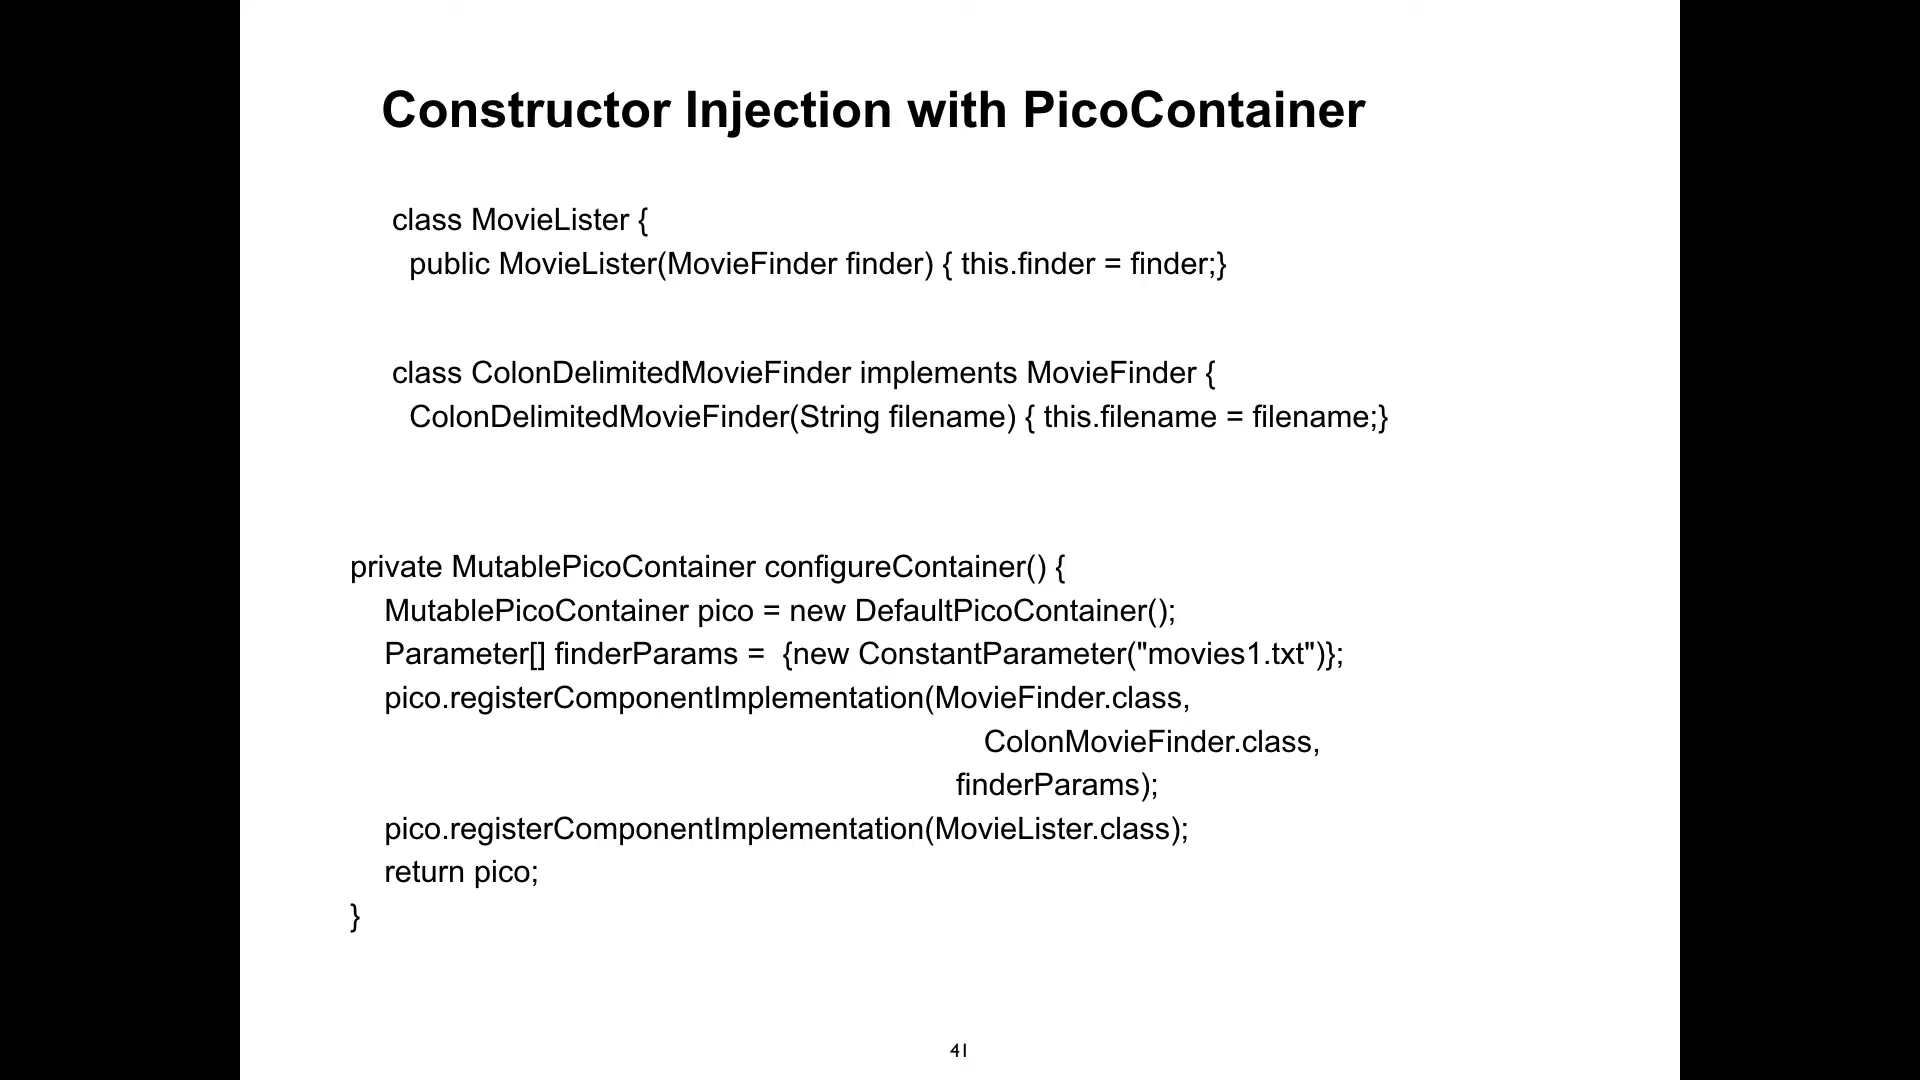 Constructor Injection with PicoContainer
class MovieLister {
public MovieLister(MovieFinder finder) { this.finder = finder;}
class ColonDelimitedMovieFinder implements MovieFinder {
ColonDelimitedMovieFinder(String filename) { this.filename = filename;}
private MutablePicoContainer configureContainer() {
MutablePicoContainer pico = new DefaultPicoContainer();
Parameter[] finderParams =  {new ConstantParameter("movies1.txt")};
pico.registerComponentImplementation(MovieFinder.class,
ColonMovieFinder.class,
finderParams);
pico.registerComponentImplementation(MovieLister.class);
return pico;
}
41